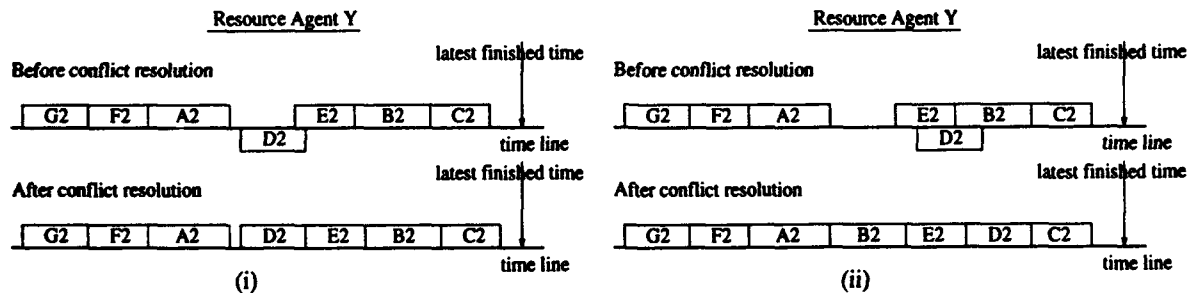 Resource Agent Y
latest finished time
Before conflict resolution
G2 F2 A2 E2 B2 C2
D2
time line
latest finished time
After conflict resolution
G2 F2 A2 D2 E2 B2 C2
time line
(i)
Resource Agent Y
latest finished time
Before conflict resolution
G2 F2 A2 E2 B2 C2
D2
time line
latest finished time
After conflict resolution
G2 F2 A2 B2 E2 D2 C2
time line
(ii)